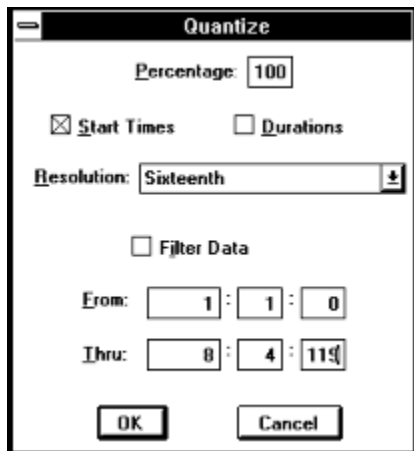 Quantize
Percentage: 100
Start Times Durations
Resolution: Sixteenth
Filter Data
From: 1 : 1 : 0
Thru: 8 : 4 : 119
OK Cancel